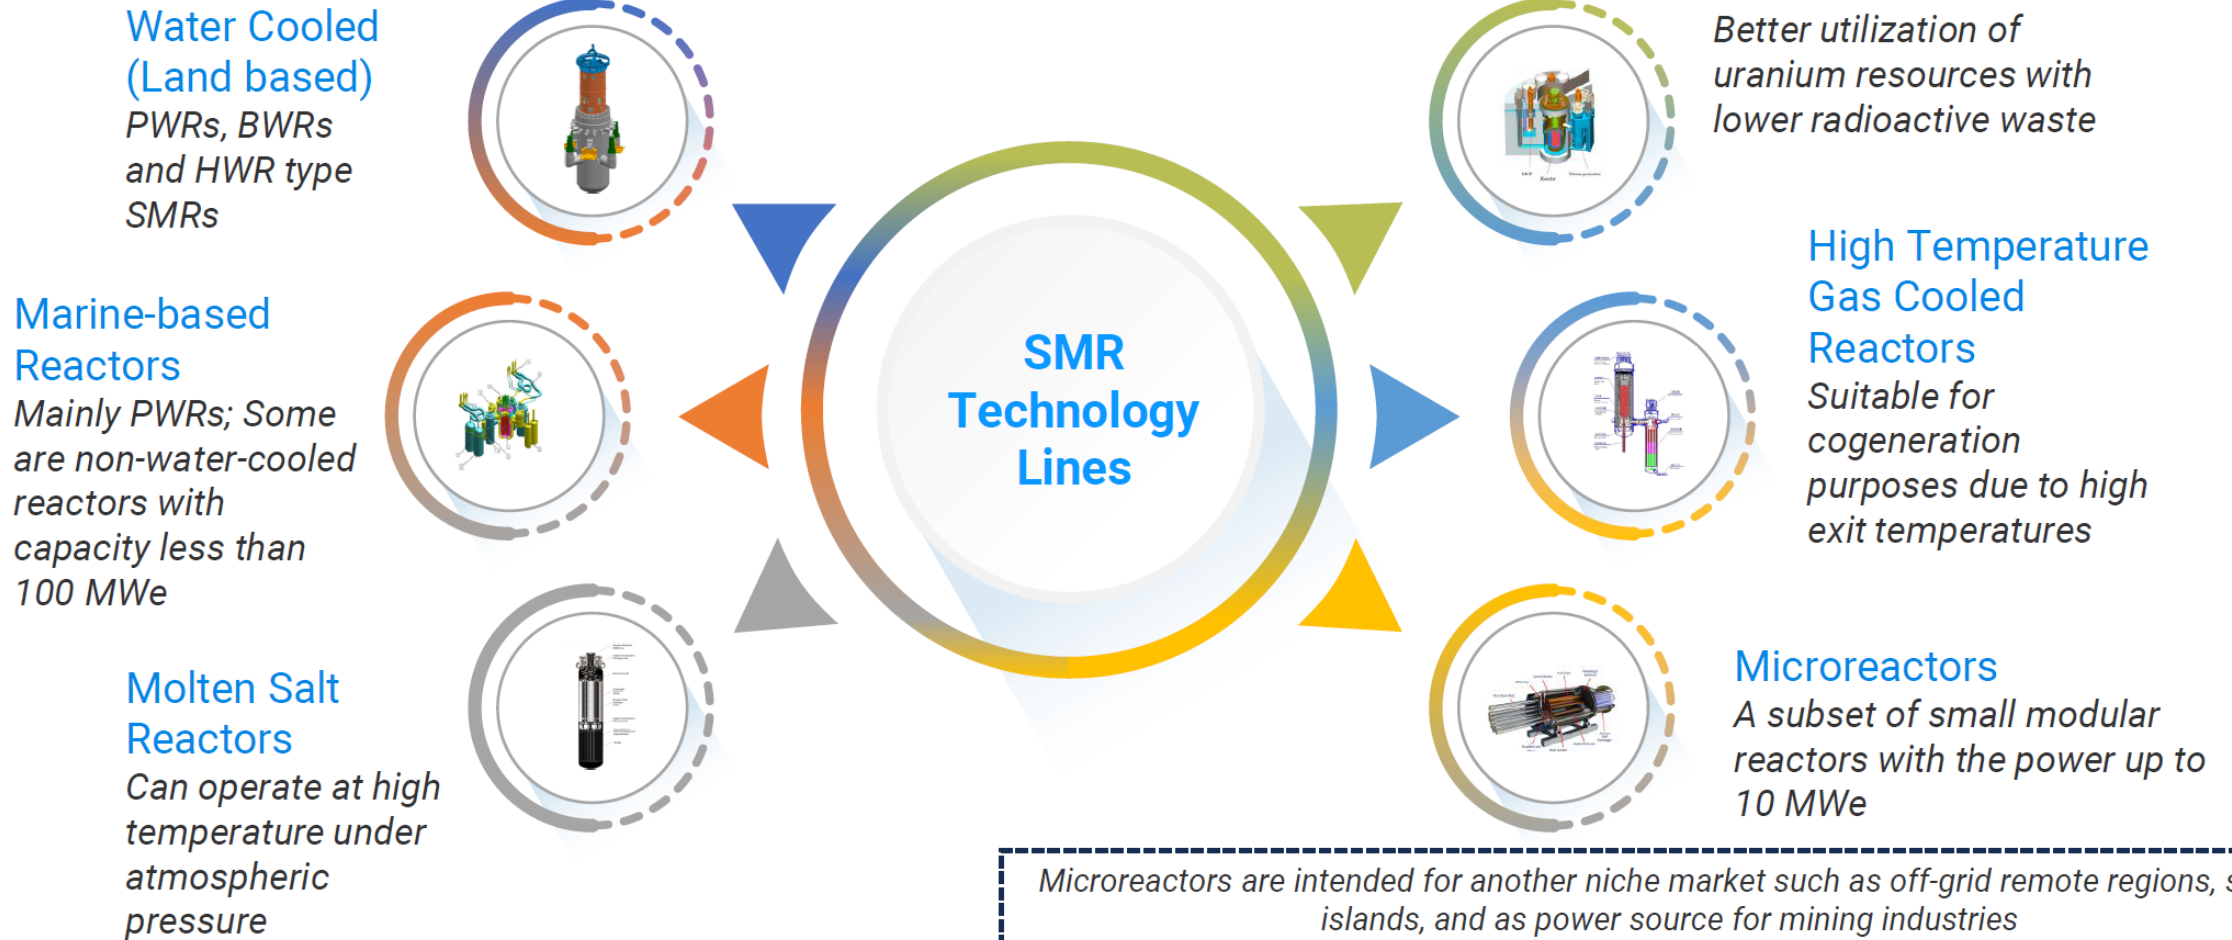 Water Cooled
(Land based)
PWRs, BWRs
and HWR type
SMRs
Marine-based
Reactors
Mainly PWRs; Some
are non-water-cooled
reactors with
capacity less than
100 MWe
Molten Salt
Reactors
Can operate at high
temperature under
atmospheric
pressure
SMR
Technology
Lines
Better utilization of
uranium resources with
lower radioactive waste
High Temperature
Gas Cooled
Reactors
Suitable for
cogeneration
purposes due to high
exit temperatures
Microreactors
A subset of small modular
reactors with the power up to
10 MWe
Microreactors are intended for another niche market such as off-grid remote regions,
islands, and as power source for mining industries